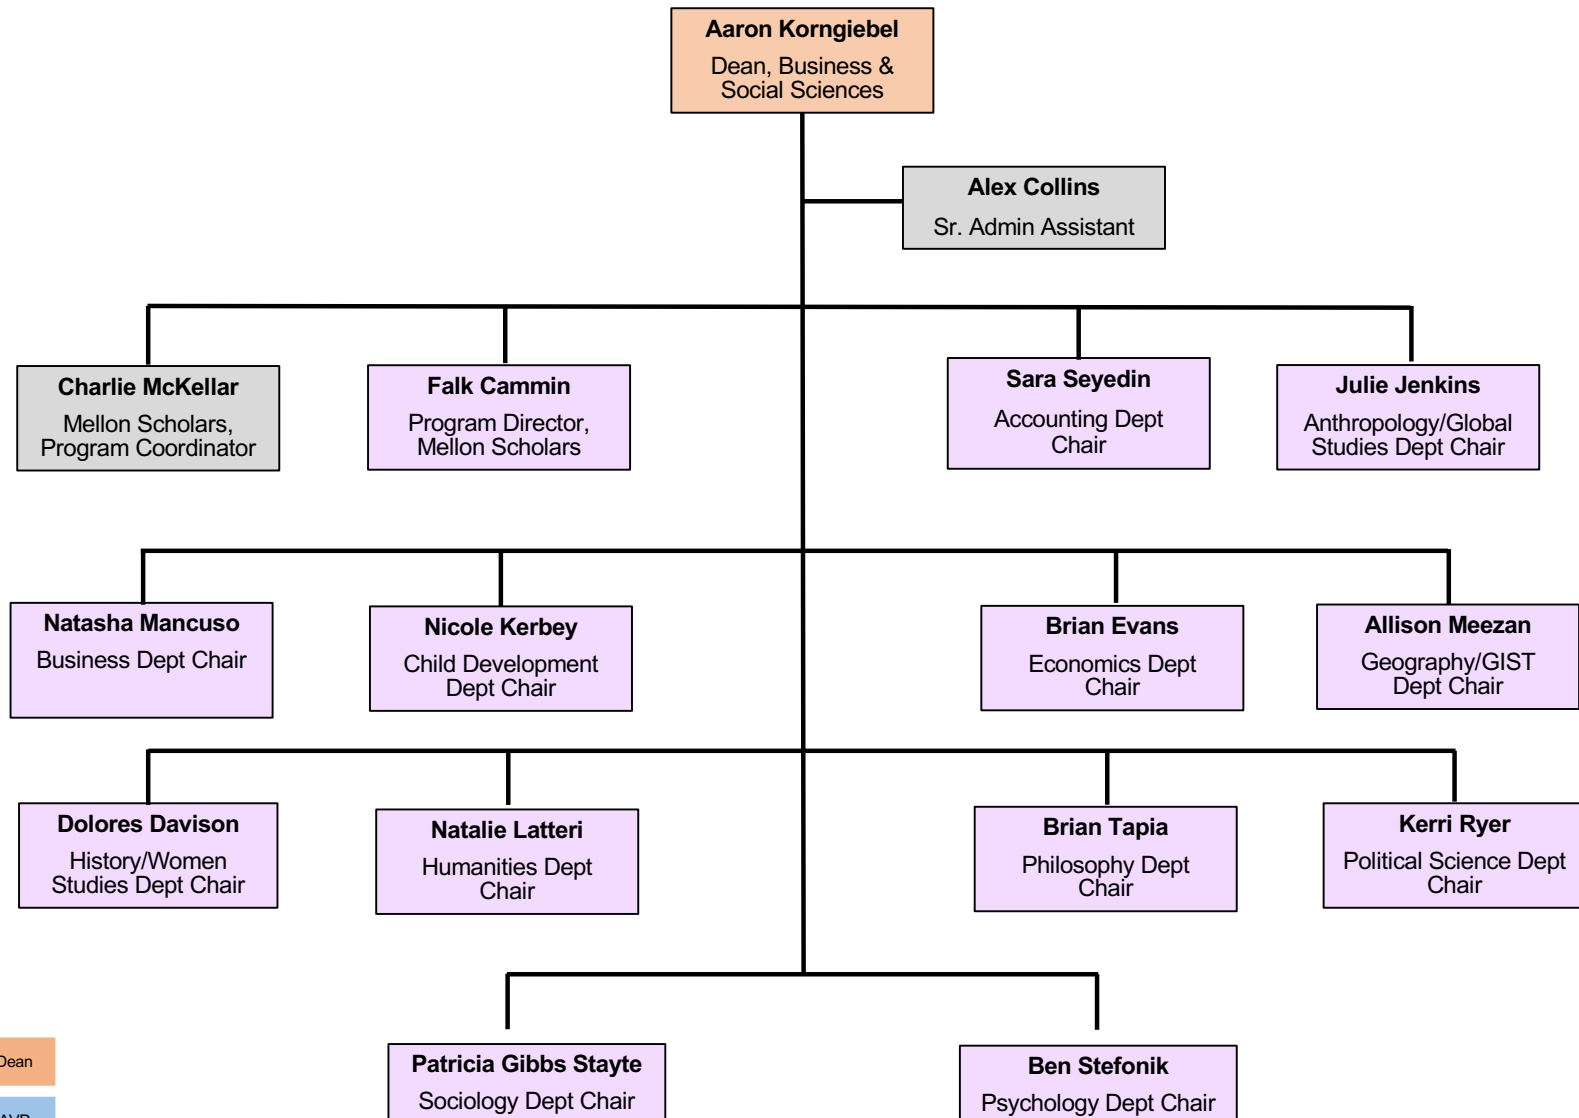 Aaron Korngiebel
Dean, Business &
Social Sciences
Alex Collins
Sr. Admin Assistant
Charlie McKellar
Mellon Scholars,
Program Coordinator
Falk Cammin
Program Director,
Mellon Scholars
Sara Seyedin
Accounting Dept
Chair
Julie Jenkins
Anthropology/Global
Studies Dept Chair
Natasha Mancuso
Business Dept Chair
Nicole Kerbey
Child Development
Dept Chair
Brian Evans
Economics Dept
Chair
Allison Meezan
Geography/GIST
Dept Chair
Dolores Davison
History/Women
Studies Dept Chair
Natalie Latteri
Humanities Dept
Chair
Brian Tapia
Philosophy Dept
Chair
Kerri Ryer
Political Science Dept
Chair
Patricia Gibbs Stayte
Sociology Dept Chair
Ben Stefonik
Psychology Dept Chair
Dean
AVP